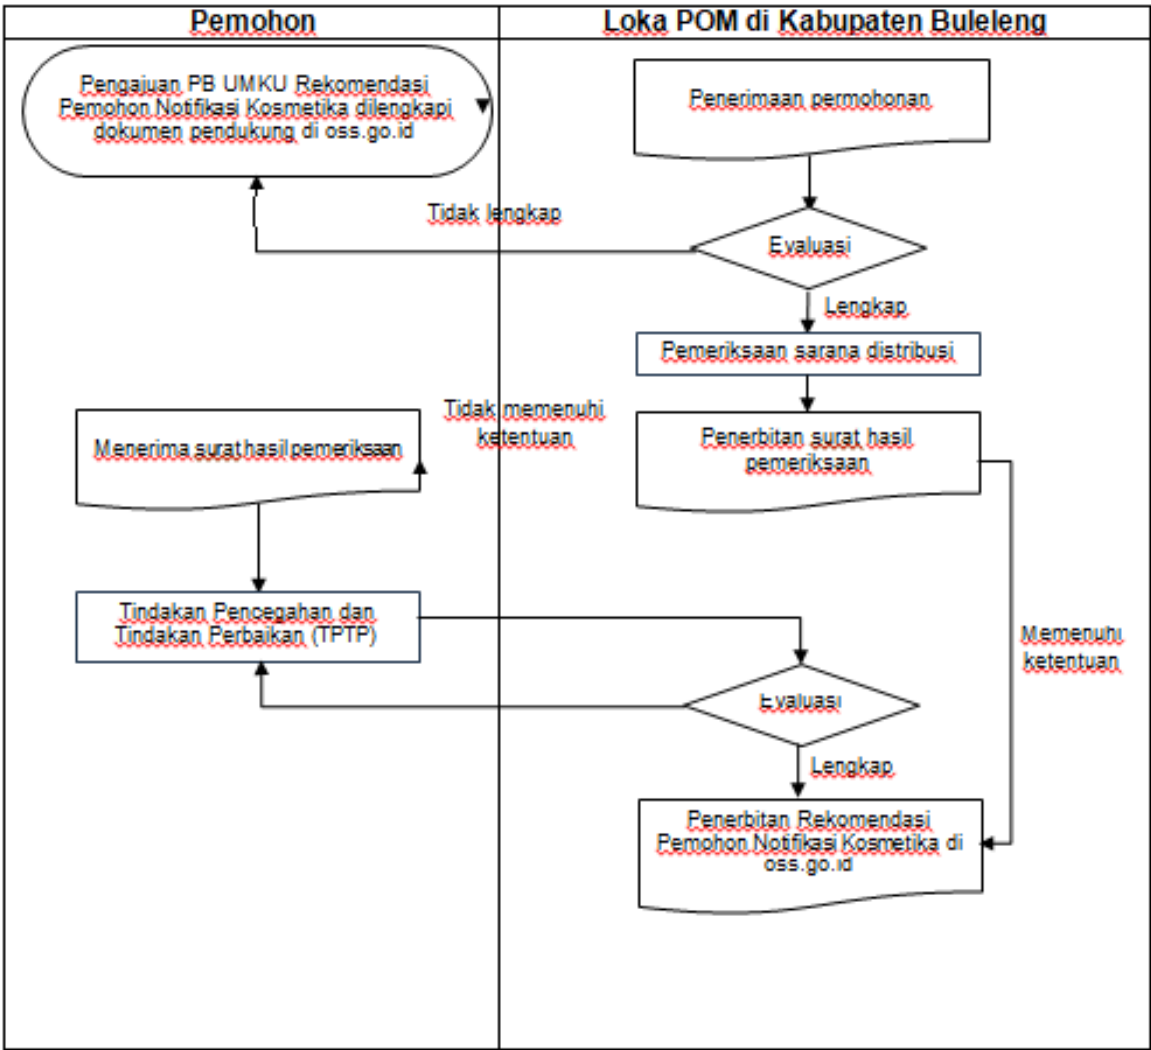 Pemohon
Loka POM di Kabupaten Buleleng
Pengajuan PB UMKU Rekomendasi
Pemohon Notifikasi Kosmetika dilengkapi
dokumen pendukung di oss.go.id
Penerimaan permohonan
Tidak lengkap
Evaluasi
Lengkap
Pemeriksaan sarana distribusi
Tidak memenuhi
ketentuan
Menerima surat hasil pemeriksaan
Penerbitan surat hasil
pemeriksaan
Tindakan Pencegahan dan
Tindakan Perbaikan (TPTP)
Memenuhi
ketentuan
Evaluasi
Lengkap
Penerbitan Rekomendasi
Pemohon Notifikasi Kosmetika di
oss.go.id